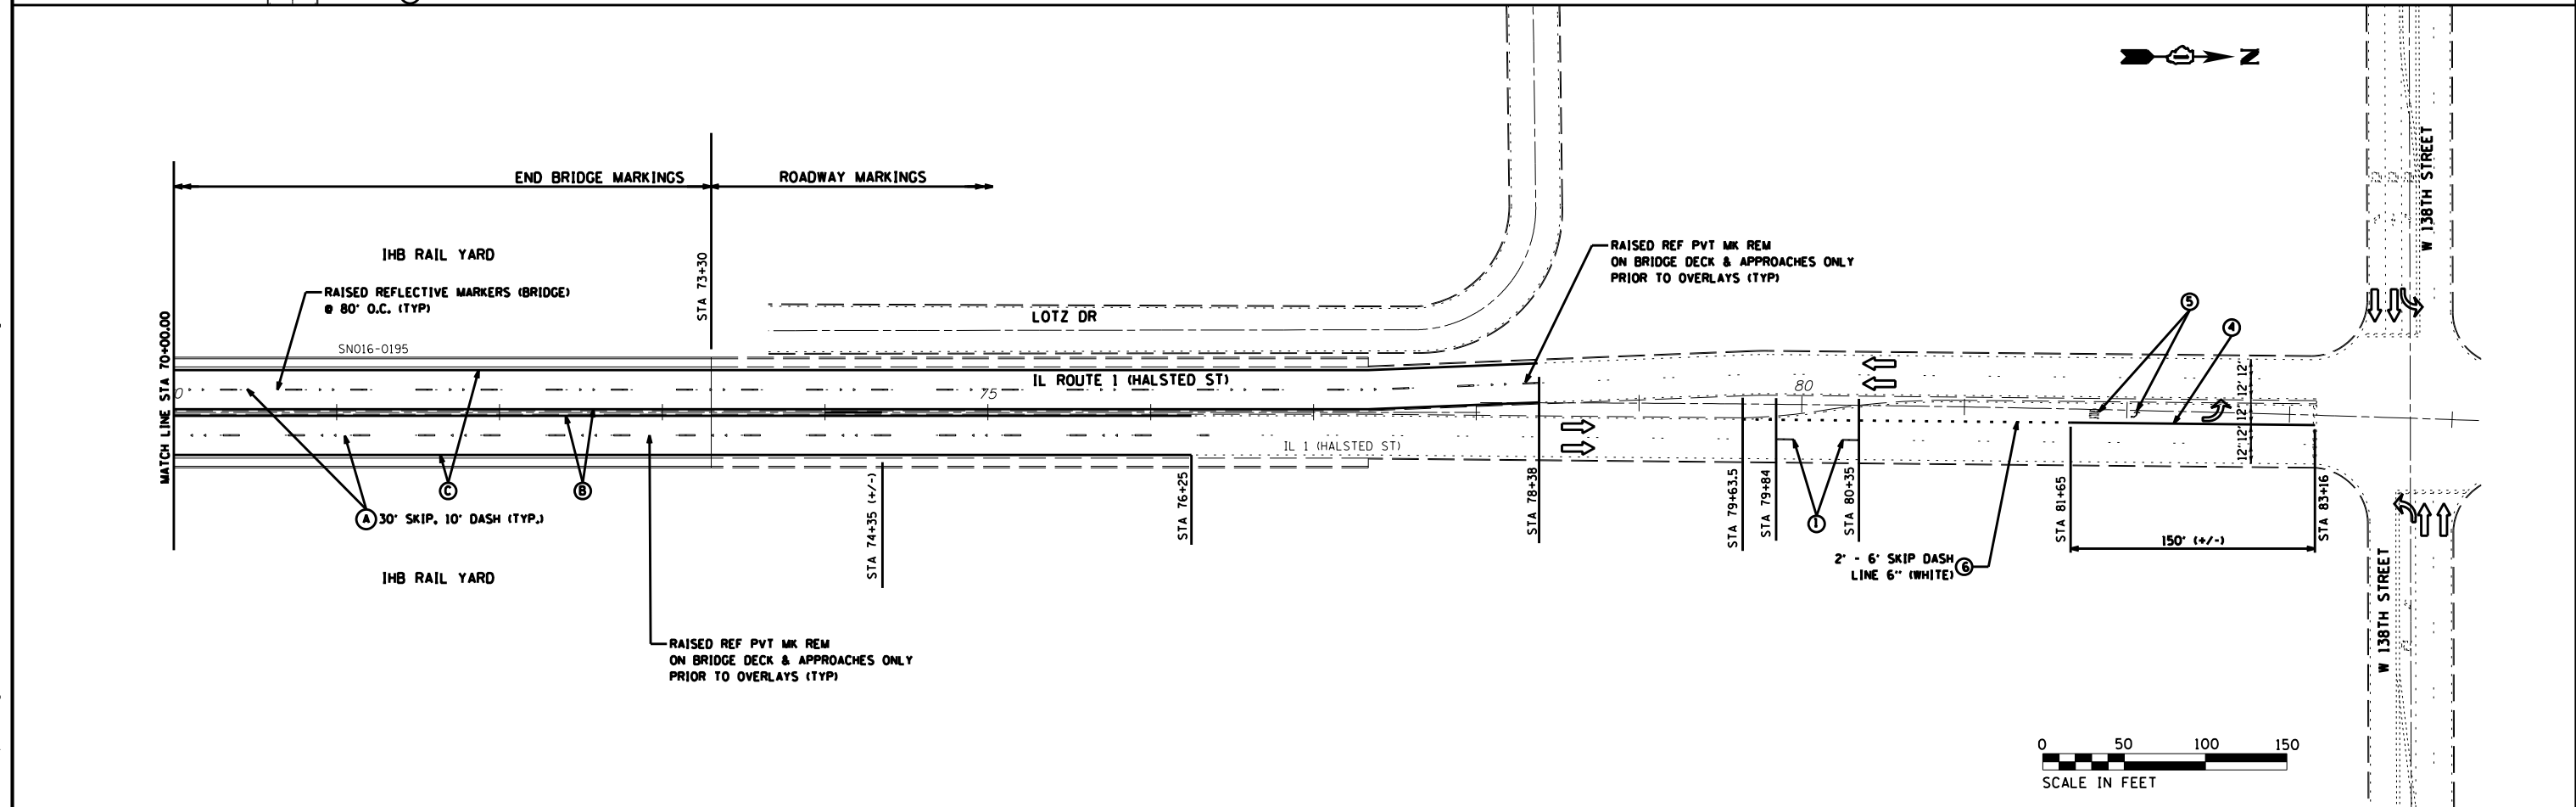 N
END BRIDGE MARKINGS
ROADWAY MARKINGS
W 138TH STREET
IHB RAIL YARD
STA 73+30
RAISED REF PVT MK REM
ON BRIDGE DECK & APPROACHES ONLY
PRIOR TO OVERLAYS (TYP)
RAISED REFLECTIVE MARKERS (BRIDGE)
@ 80' O.C. (TYP)
5
4
LOTZ DR
MATCH LINE STA 70+00.00
SN016-0195
IL ROUTE 1 (HALSTED ST)
0
75
80
12' 12' 12' 12' 12'
IL 1 (HALSTED ST)
C
B
A 30' SKIP, 10' DASH (TYP.)
STA 74+35 (+/-)
STA 76+25
STA 78+38
STA 79+63.5
STA 79+84
STA 80+35
1
STA 81+65
STA 83+16
150' (+/-)
2' - 6' SKIP DASH
LINE 6" (WHITE) 6
IHB RAIL YARD
W 138TH STREET
RAISED REF PVT MK REM
ON BRIDGE DECK & APPROACHES ONLY
PRIOR TO OVERLAYS (TYP)
0 50 100 150
SCALE IN FEET